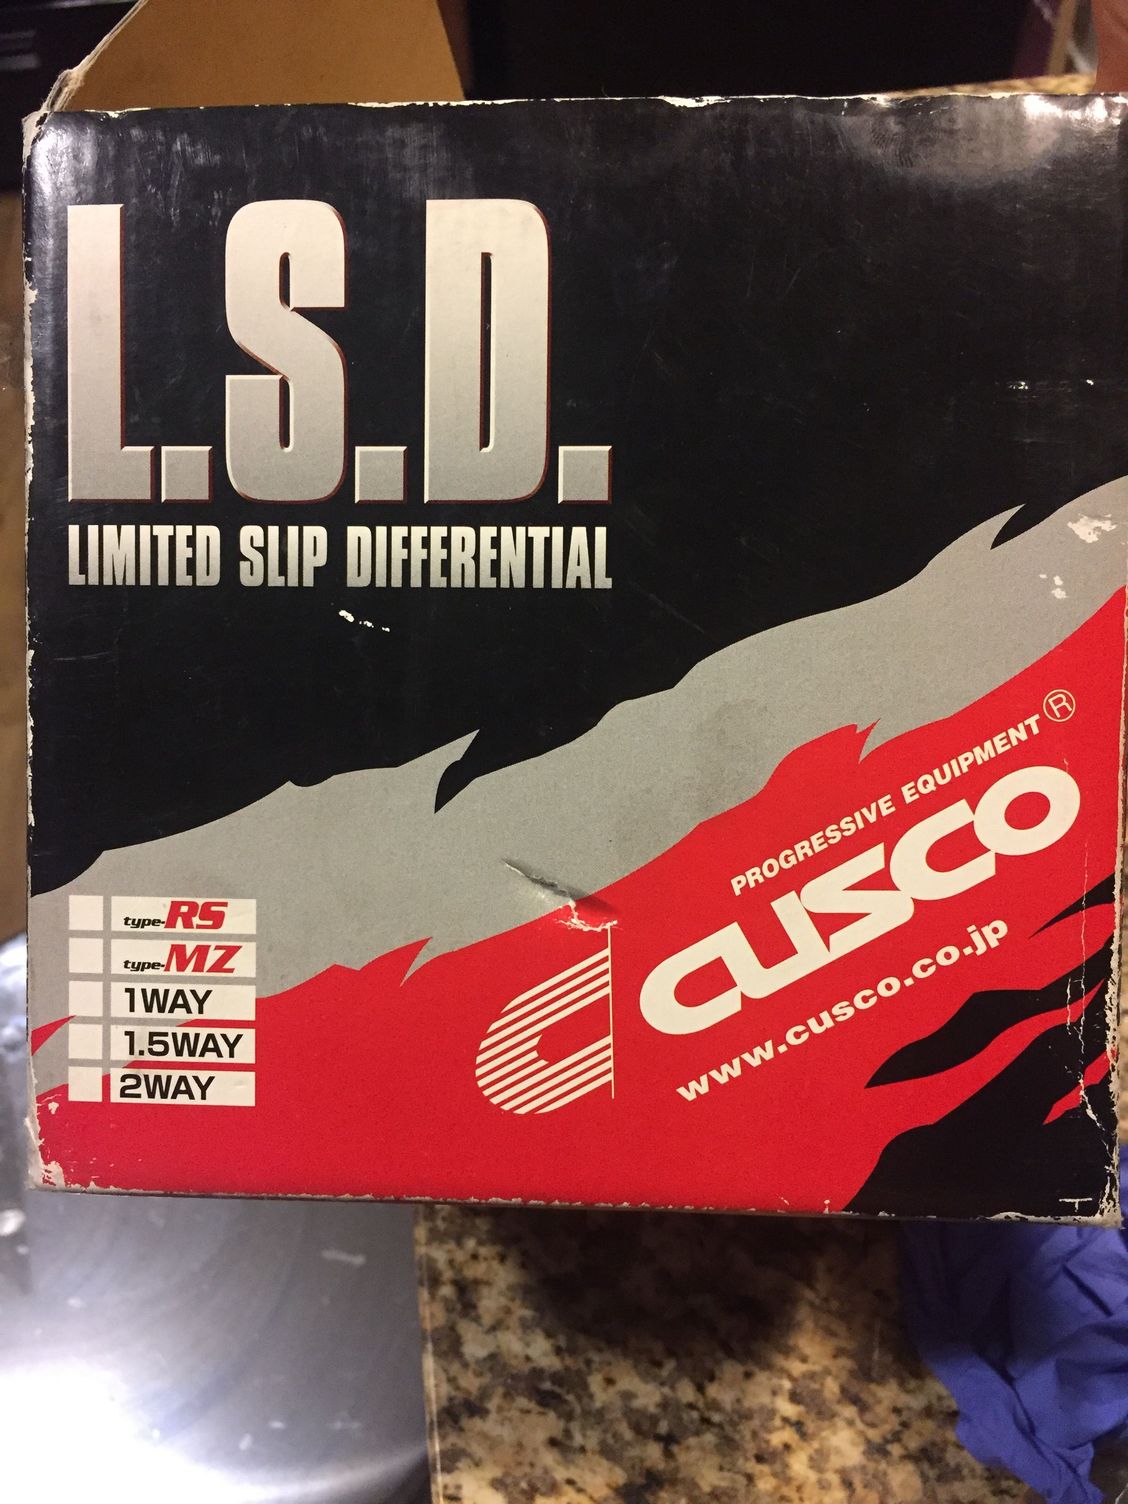 L.S.D.
LIMITED SLIP DIFFERENTIAL
PROGRESSIVE EQUIPMENT®
CUSCO
www.cusco.co.jp
type-RS
type-MZ
1WAY
1.5WAY
2WAY